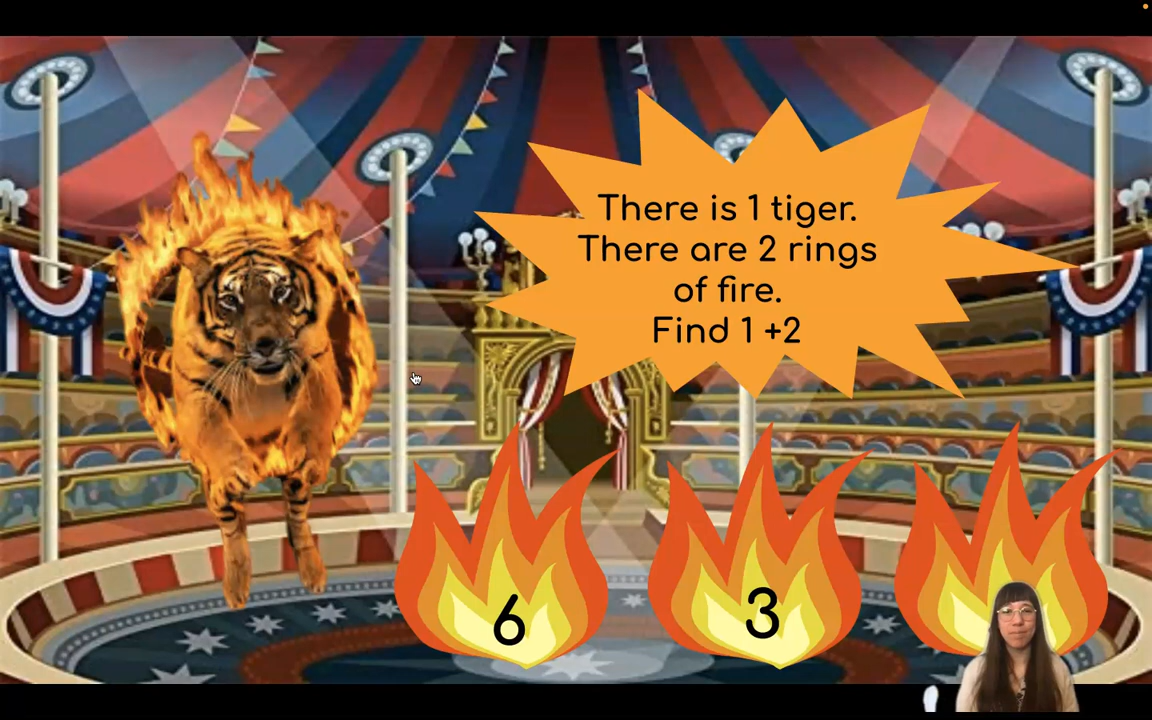 There is 1 tiger.
There are 2 rings
of fire.
Find 1 +2
6
3